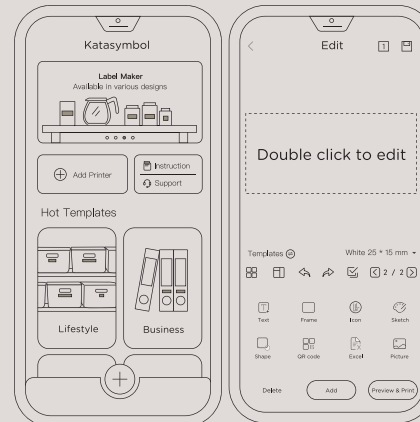 Katasymbol
Label Maker
Available in various designs
Add Printer
Instruction
Support
Hot Templates
Lifestyle
Business
Edit
1
Double click to edit
Templates
White 25 * 15 mm
2 / 2
Text
Frame
Icon
Sketch
Shape
QR code
Excel
Picture
Delete
Add
Preview & Print